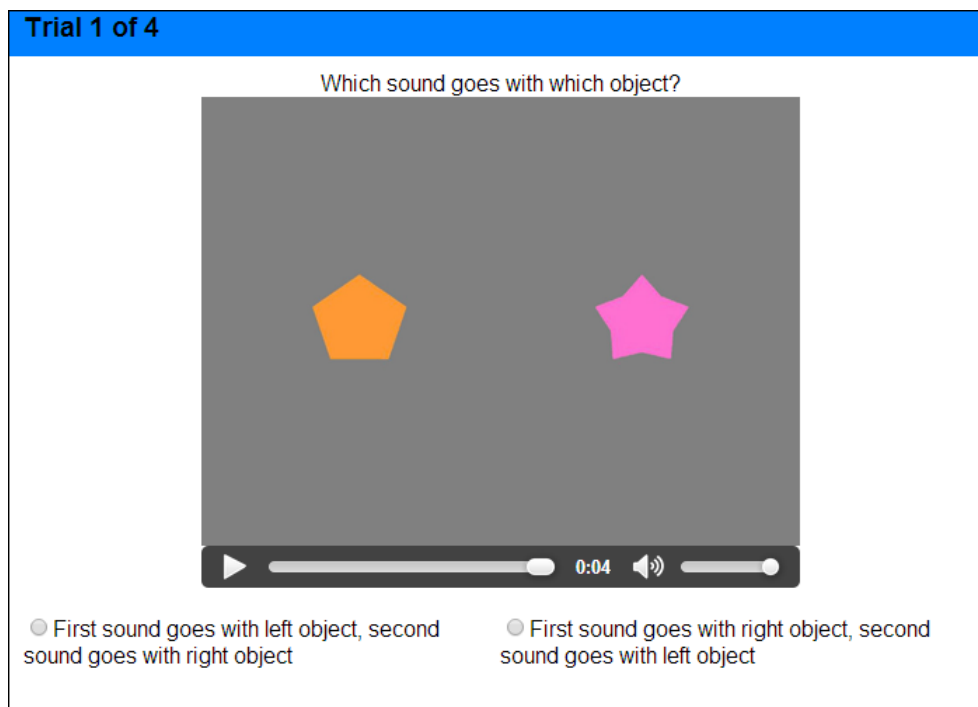 Trial 1 of 4
Which sound goes with which object?
0:04
First sound goes with left object, second
sound goes with right object
First sound goes with right object, second
sound goes with left object